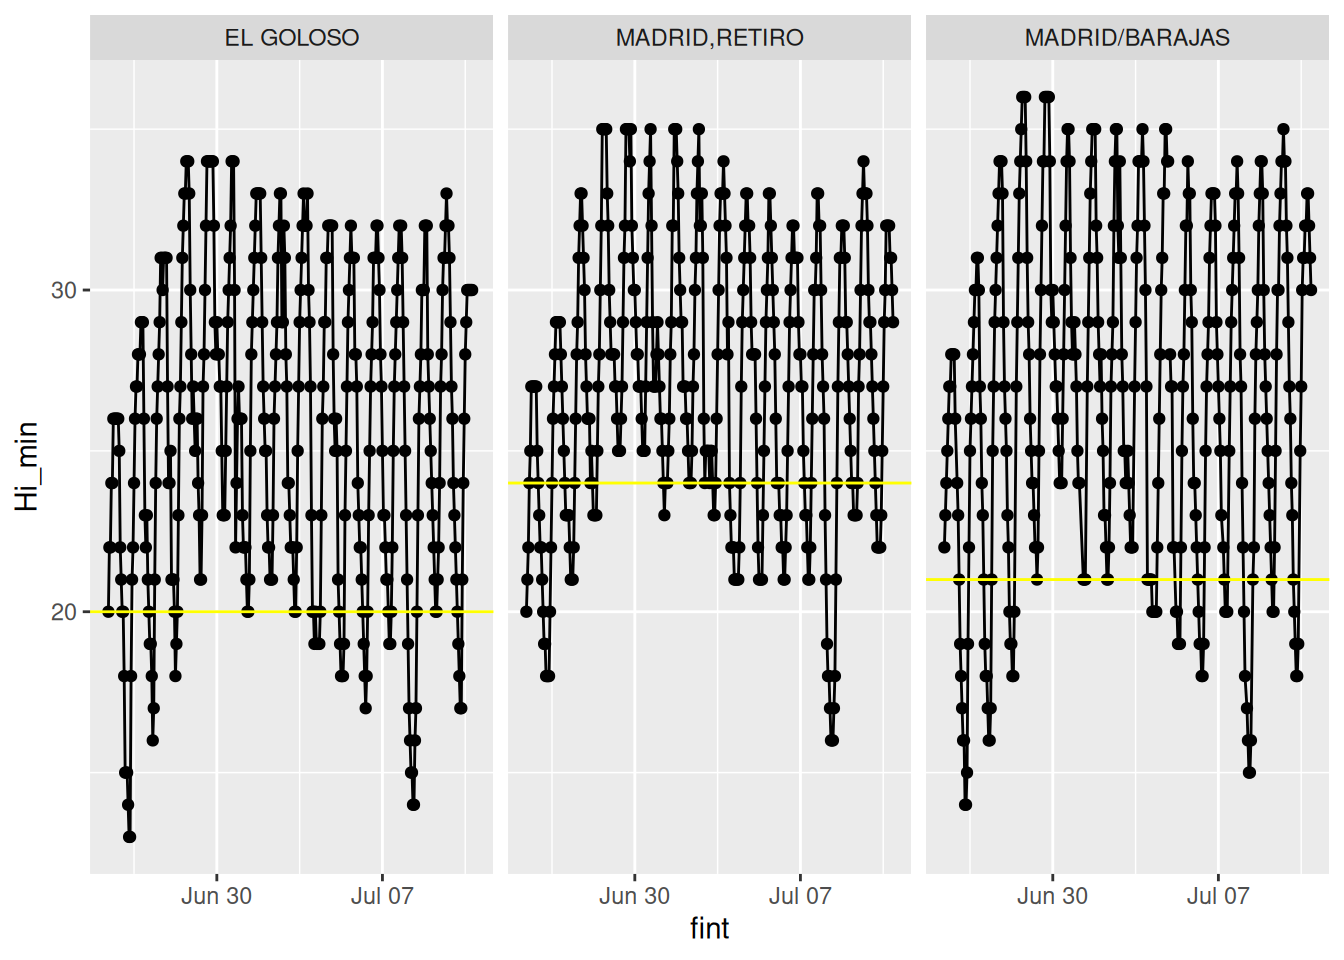 EL GOLOSO
MADRID,RETIRO
MADRID/BARAJAS
Hi_min
30
20
Jun 30
Jul 07
Jun 30
Jul 07
Jun 30
Jul 07
fint